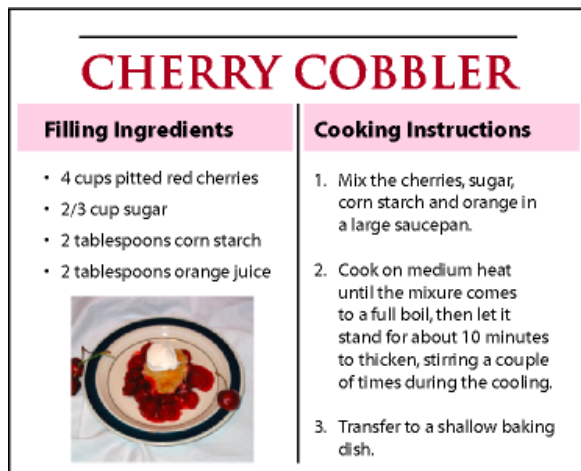 CHERRY COBBLER
Filling Ingredients
• 4 cups pitted red cherries
• 2/3 cup sugar
• 2 tablespoons corn starch
• 2 tablespoons orange juice
Cooking Instructions
1. Mix the cherries, sugar,
corn starch and orange in
a large saucepan.
2. Cook on medium heat
until the mixure comes
to a full boil, then let it
stand for about 10 minutes
to thicken, stirring a couple
of times during the cooling.
3. Transfer to a shallow baking
dish.